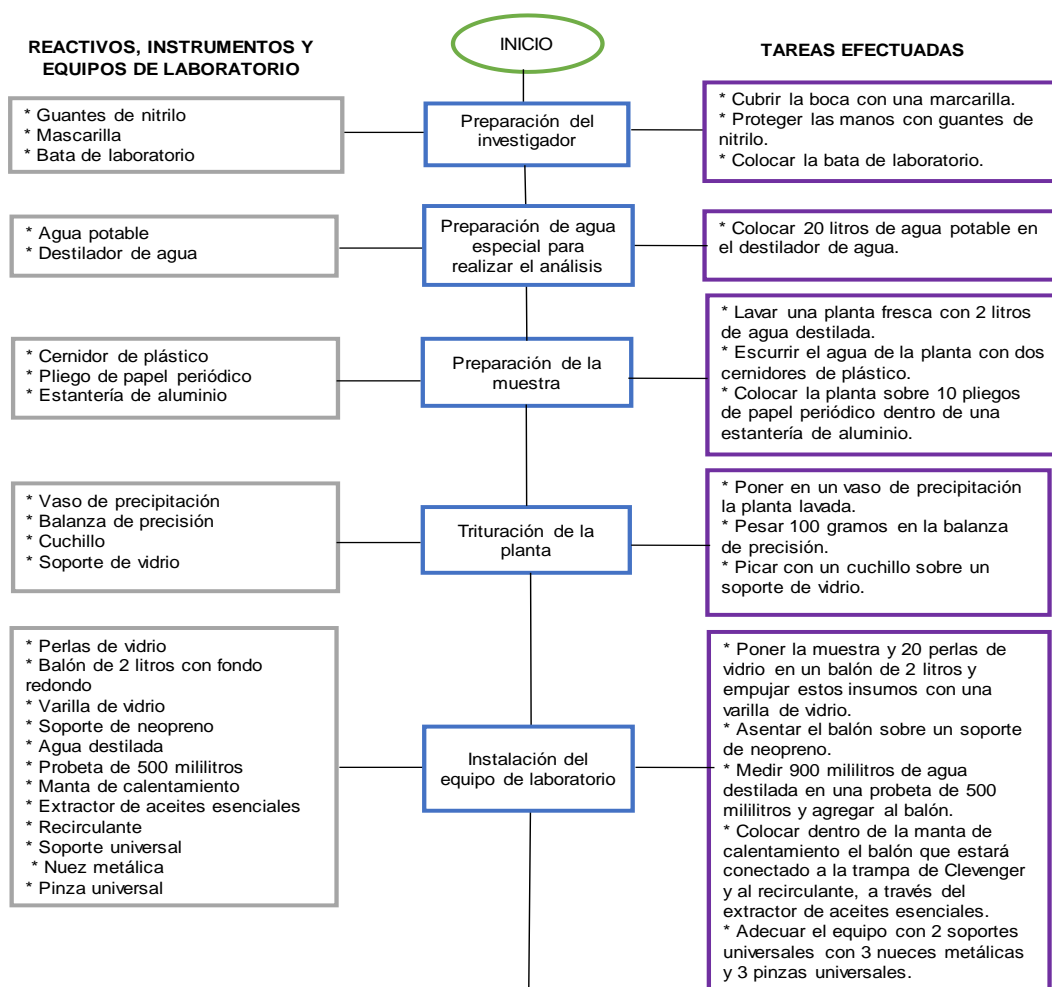 INICIO
REACTIVOS, INSTRUMENTOS Y
EQUIPOS DE LABORATORIO
TAREAS EFECTUADAS
* Guantes de nitrilo
* Mascarilla
* Bata de laboratorio
Preparación del
investigador
* Cubrir la boca con una marcarilla.
* Proteger las manos con guantes de
nitrilo.
* Colocar la bata de laboratorio.
* Agua potable
* Destilador de agua
Preparación de agua
especial para
realizar el análisis
* Colocar 20 litros de agua potable en
el destilador de agua.
* Cernidor de plástico
* Pliego de papel periódico
* Estantería de aluminio
Preparación de la
muestra
* Lavar una planta fresca con 2 litros
de agua destilada.
* Escurrir el agua de la planta con dos
cernidores de plástico.
* Colocar la planta sobre 10 pliegos
de papel periódico dentro de una
estantería de aluminio.
* Vaso de precipitación
* Balanza de precisión
* Cuchillo
* Soporte de vidrio
Trituración de la
planta
* Poner en un vaso de precipitación
la planta lavada.
* Pesar 100 gramos en la balanza
de precisión.
* Picar con un cuchillo sobre un
soporte de vidrio.
* Perlas de vidrio
* Balón de 2 litros con fondo
redondo
* Varilla de vidrio
* Soporte de neopreno
* Agua destilada
* Probeta de 500 mililitros
* Manta de calentamiento
* Extractor de aceites esenciales
* Recirculante
* Soporte universal
* Nuez metálica
* Pinza universal
Instalación del
equipo de laboratorio
* Poner la muestra y 20 perlas de
vidrio en un balón de 2 litros y
empujar estos insumos con una
varilla de vidrio.
* Asentar el balón sobre un soporte
de neopreno.
* Medir 900 mililitros de agua
destilada en una probeta de 500
mililitros y agregar al balón.
* Colocar dentro de la manta de
calentamiento el balón que estará
conectado a la trampa de Clevenger
y al recirculante, a través del
extractor de aceites esenciales.
* Adecuar el equipo con 2 soportes
universales con 3 nueces metálicas
y 3 pinzas universales.